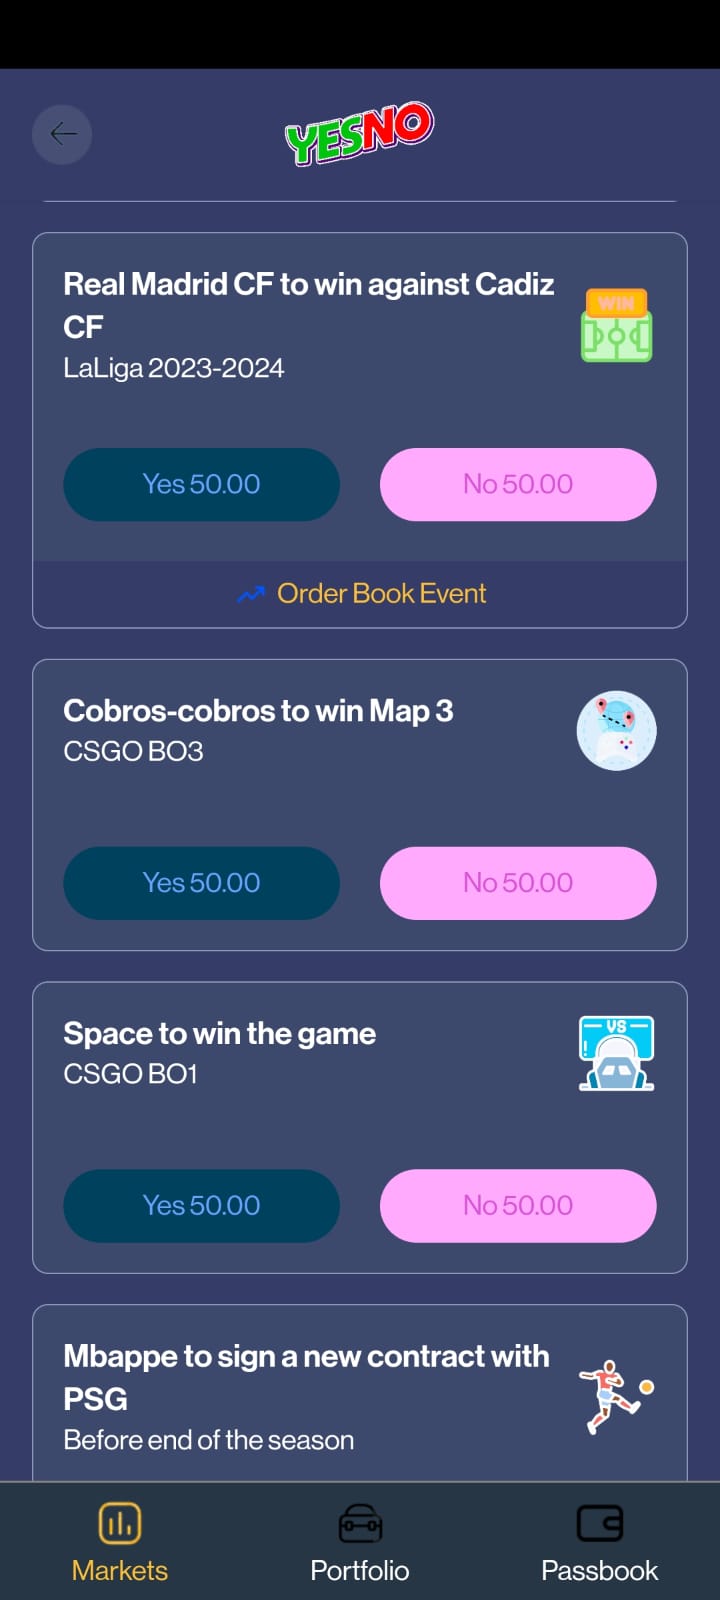 YESNO
Real Madrid CF to win against Cadiz
CF
WIN
LaLiga 2023-2024
Yes 50.00
No 50.00
Order Book Event
Cobros-cobros to win Map 3
CSGO BO3
Yes 50.00
No 50.00
Space to win the game
VS
CSGO BO1
Yes 50.00
No 50.00
Mbappe to sign a new contract with
PSG
Before end of the season
Markets
Portfolio
Passbook